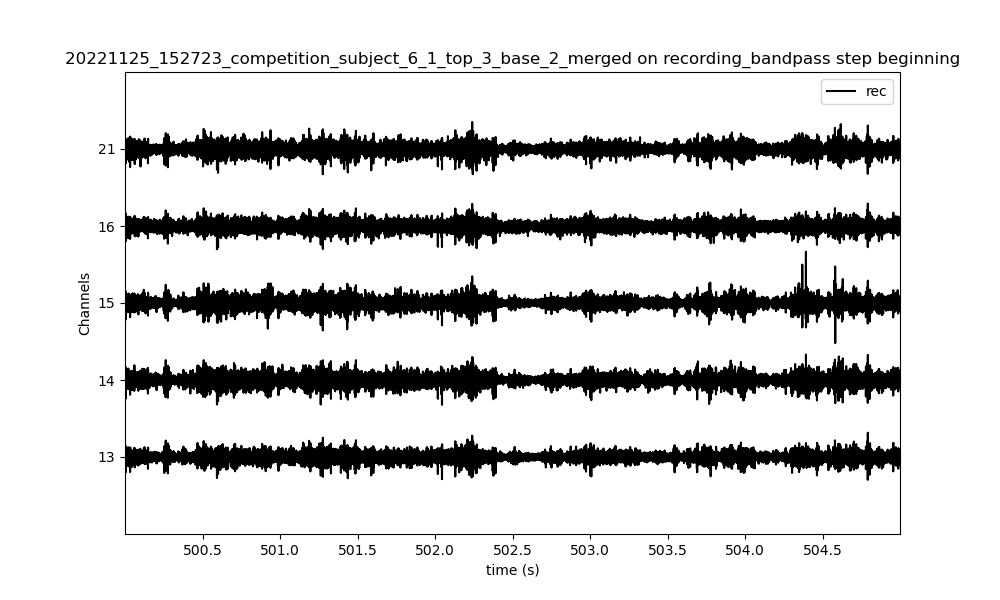 20221125_152723_competition_subject_6_1_top_3_base_2_merged on recording_bandpass step beginning
rec
21
16
15
14
13
Channels
500.5 501.0 501.5 502.0 502.5 503.0 503.5 504.0 504.5
time (s)